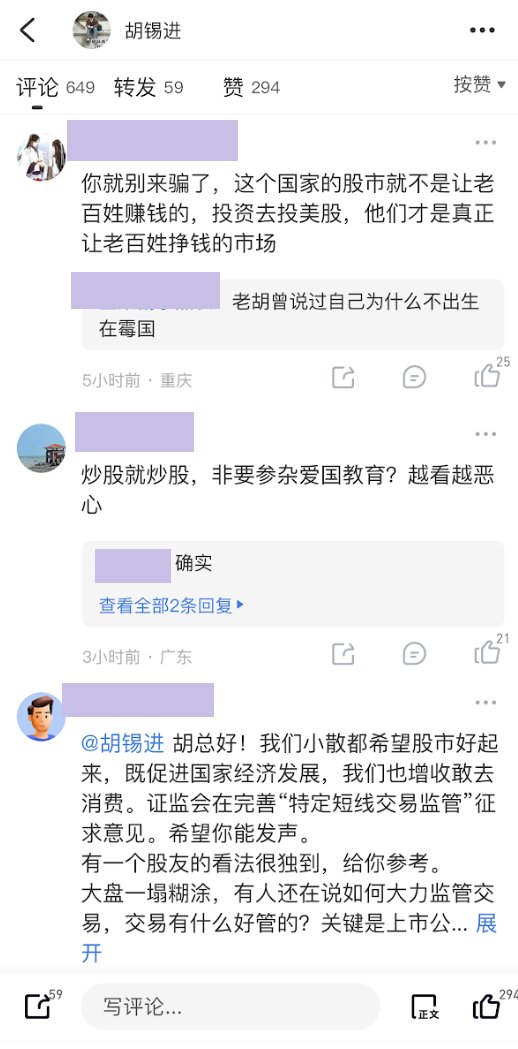 胡锡进
评论 649 转发 59 赞 294 按赞
你就别来骗了，这个国家的股市就不是让老
百姓赚钱的，投资去投美股，他们才是真正
让老百姓挣钱的市场
老胡曾说过自己为什么不出生
在霉国
5小时前 · 重庆
25
炒股就炒股，非要参杂爱国教育？越看越恶
心
确实
查看全部2条回复
3小时前 · 广东
21
@胡锡进 胡总好！我们小散都希望股市好起
来，既促进国家经济发展，我们也增收敢去
消费。证监会在完善“特定短线交易监管”征
求意见。希望你能发声。
有一个股友的看法很独到，给你参考。
大盘一塌糊涂，有人还在说如何大力监管交
易，交易有什么好管的？关键是上市公... 展
开
59
写评论...
正文
294